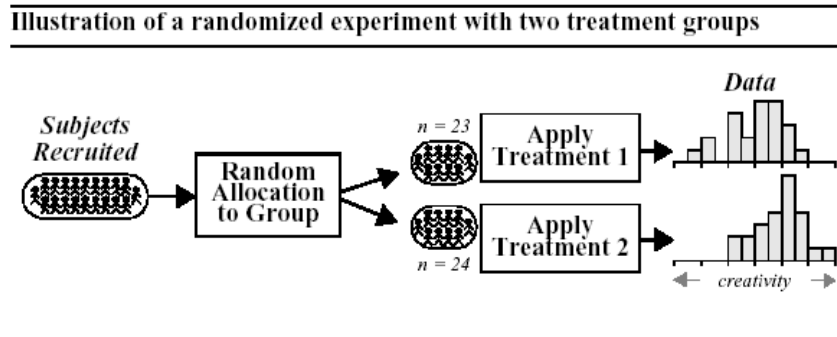 Illustration of a randomized experiment with two treatment groups
Subjects
Recruited
Random
Allocation
to Group
n = 23
Apply
Treatment 1
n = 24
Apply
Treatment 2
Data
creativity